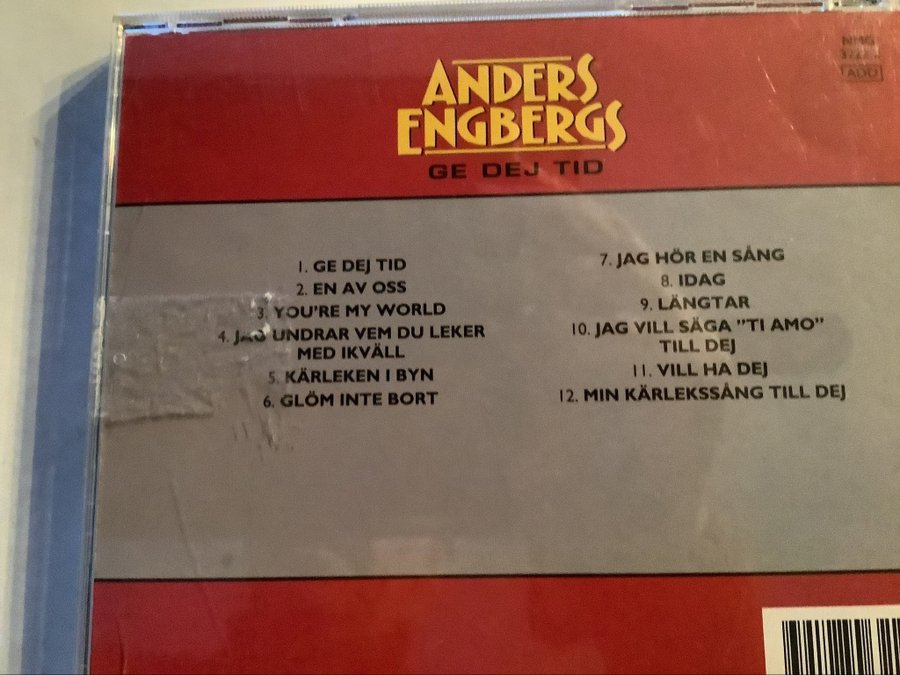 ANDERS
ENGBERGS
GE DEJ TID
NMG
ADD
1. GE DEJ TID
2. EN AV OSS
3. YOU'RE MY WORLD
4. JAG UNDRAR VEM DU LEKER
MED IKVÄLL
5. KÄRLEKEN I BYN
6. GLÖM INTE BORT
7. JAG HÖR EN SÅNG
8. IDAG
9. LÄNGTAR
10. JAG VILL SÄGA "TI AMO"
TILL DEJ
11. VILL HA DEJ
12. MIN KÄRLEKSSÅNG TILL DEJ